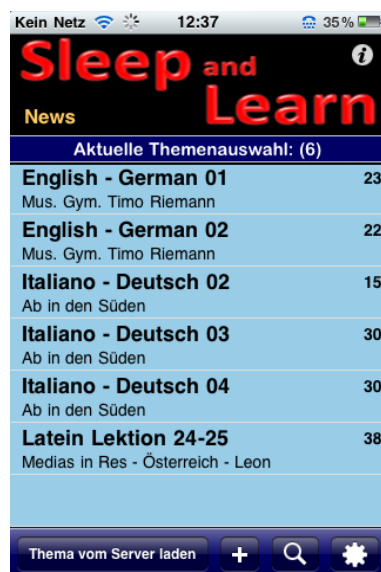 Kein Netz 12:37 35%
Sleep and
Learn
News
Aktuelle Themenauswahl: (6)
English - German 01 23
Mus. Gym. Timo Riemann
English - German 02 22
Mus. Gym. Timo Riemann
Italiano - Deutsch 02 15
Ab in den Süden
Italiano - Deutsch 03 30
Ab in den Süden
Italiano - Deutsch 04 30
Ab in den Süden
Latein Lektion 24-25 38
Medias in Res - Österreich - Leon
Thema vom Server laden